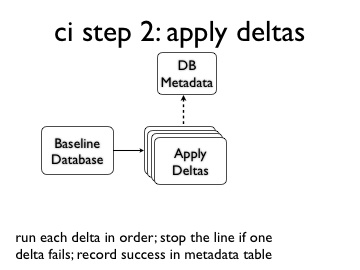 ci step 2: apply deltas
DB
Metadata
Baseline
Database
Apply
Deltas
run each delta in order; stop the line if one
delta fails; record success in metadata table